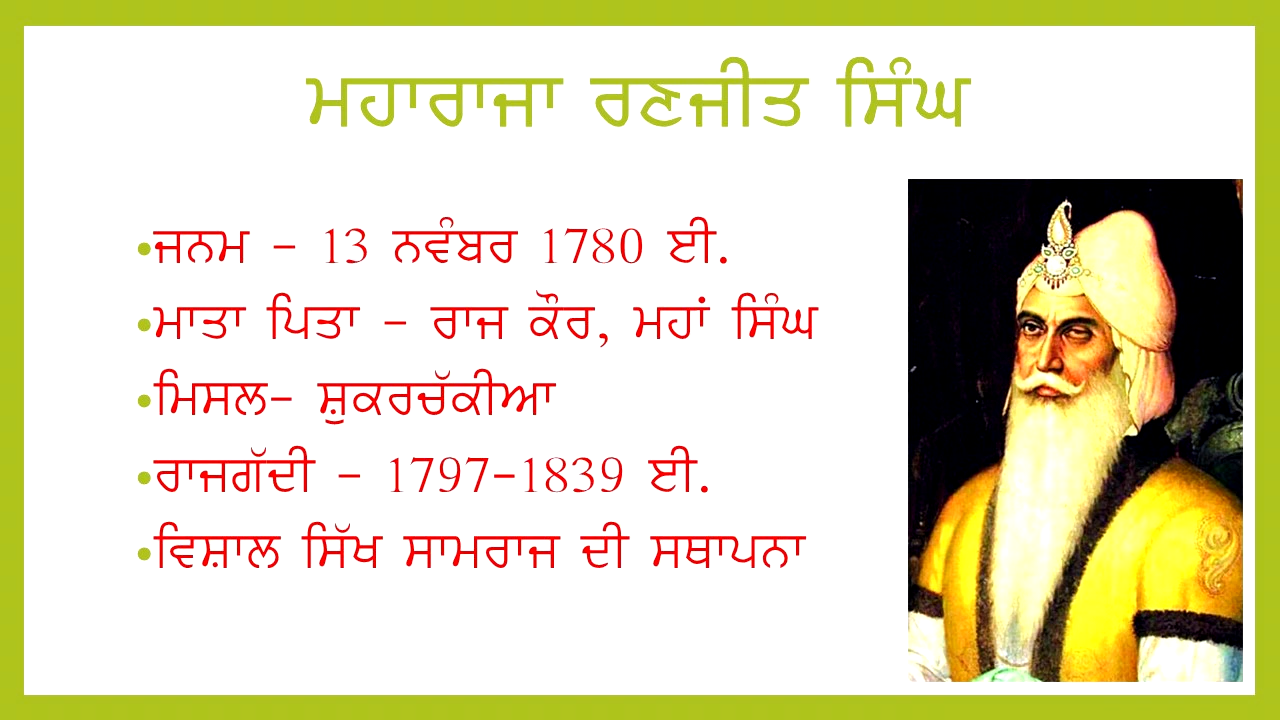 ਮਹਾਰਾਜਾ ਰਣਜੀਤ ਸਿੰਘ
•ਜਨਮ – 13 ਨਵੰਬਰ 1780 ਈ.
•ਮਾਤਾ ਪਿਤਾ – ਰਾਜ ਕੌਰ, ਮਹਾਂ ਸਿੰਘ
•ਮਿਸਲ– ਸ਼ੁਕਰਚੱਕੀਆ
•ਰਾਜਗੱਦੀ – 1797-1839 ਈ.
•ਵਿਸ਼ਾਲ ਸਿੱਖ ਸਾਮਰਾਜ ਦੀ ਸਥਾਪਨਾ